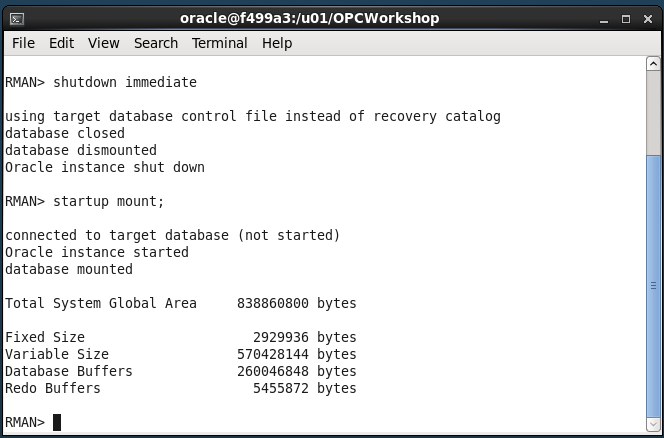 oracle@f499a3:/u01/OPCWorkshop
File Edit View Search Terminal Help
RMAN> shutdown immediate
using target database control file instead of recovery catalog
database closed
database dismounted
Oracle instance shut down
RMAN> startup mount;
connected to target database (not started)
Oracle instance started
database mounted
Total System Global Area     838860800 bytes
Fixed Size                     2929936 bytes
Variable Size                570428144 bytes
Database Buffers             260046848 bytes
Redo Buffers                   5455872 bytes
RMAN>